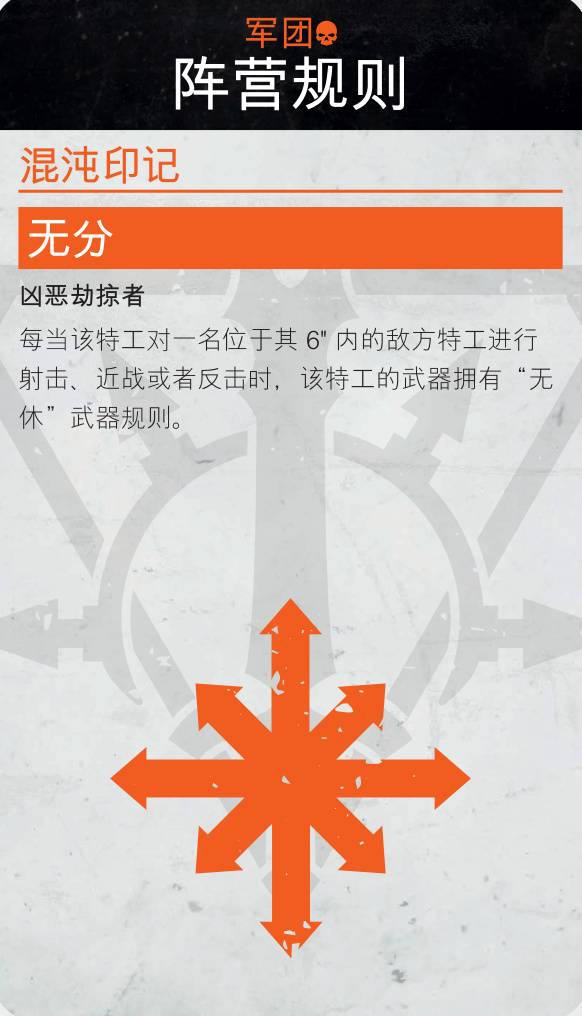 军团
阵营规则
混沌印记
无分
凶恶劫掠者
每当该特工对一名位于其 6" 内的敌方特工进行
射击、近战或者反击时，该特工的武器拥有“无
休”武器规则。